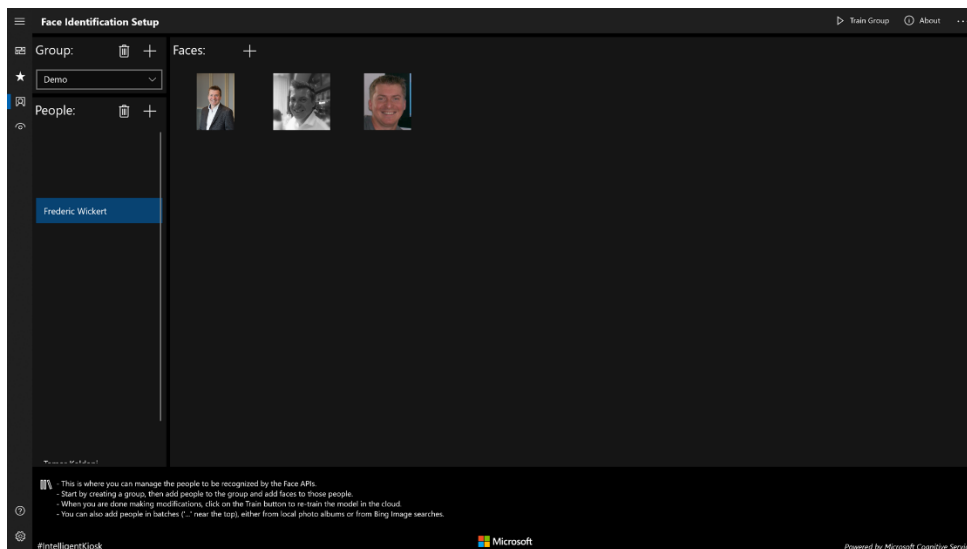 Face Identification Setup
Train Group
About
Group:
Faces:
Demo
People:
Frederic Wickert
- This is where you can manage the people to be recognized by the Face APIs.
- Start by creating a group, then add people to the group and add faces to those people.
- When you are done making modifications, click on the Train button to re-train the model in the cloud.
- You can also add people in batches ('...' near the top), either from local photo albums or from Bing Image searches.
#IntelligentKiosk
Microsoft
Powered by Microsoft Cognitive